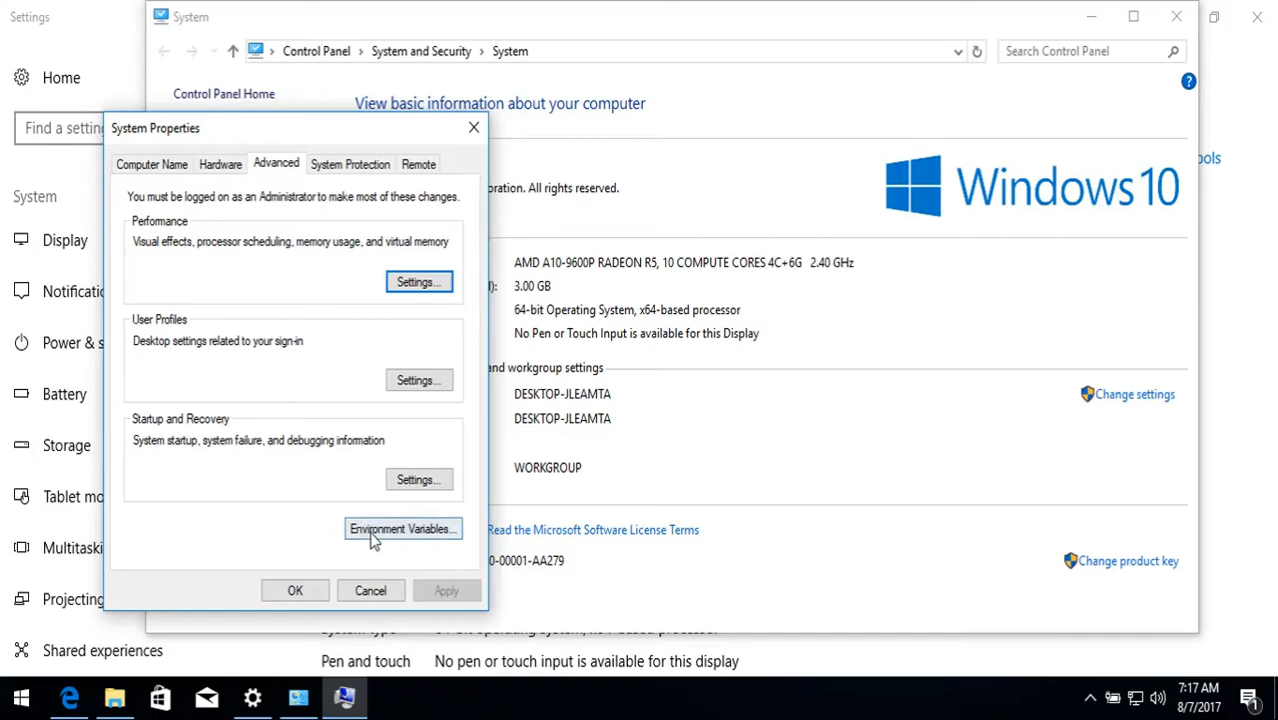 Settings
System
Control Panel > System and Security > System
Search Control Panel
Home
Control Panel Home
View basic information about your computer
Find a settin
System Properties
Computer Name
Hardware
Advanced
System Protection
Remote
You must be logged on as an Administrator to make most of these changes.
Performance
Visual effects, processor scheduling, memory usage, and virtual memory
Settings...
User Profiles
Desktop settings related to your sign-in
Settings...
Startup and Recovery
System startup, system failure, and debugging information
Settings...
Environment Variables...
OK
Cancel
Apply
oration. All rights reserved.
Windows 10
ools
AMD A10-9600P RADEON R5, 10 COMPUTE CORES 4C+6G 2.40 GHz
): 3.00 GB
64-bit Operating System, x64-based processor
No Pen or Touch Input is available for this Display
nd workgroup settings
DESKTOP-JLEAMTA
Change settings
DESKTOP-JLEAMTA
WORKGROUP
Read the Microsoft Software License Terms
0-00001-AA279
Change product key
System
Display
Notificatio
Power & s
Battery
Storage
Tablet mo
Multitaski
Projecting
Shared experiences
Pen and touch
No pen or touch input is available for this display
7:17 AM
8/7/2017
1